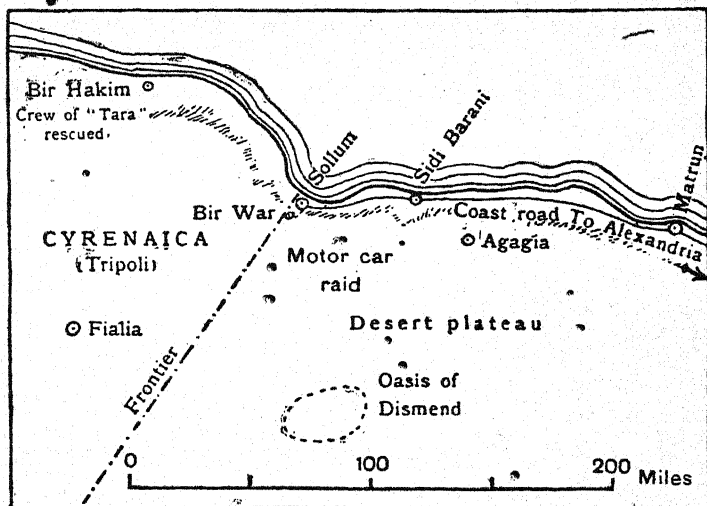 Bir Hakim
Crew of "Tara"
rescued.
Sollum
Sidi Barani
Matrun
Bir War
Coast road To Alexandria
CYRENAICA
(Tripoli)
Motor car
raid
Agagia
Fialia
Desert plateau
Frontier
Oasis of
Dismend
0 100 200 Miles